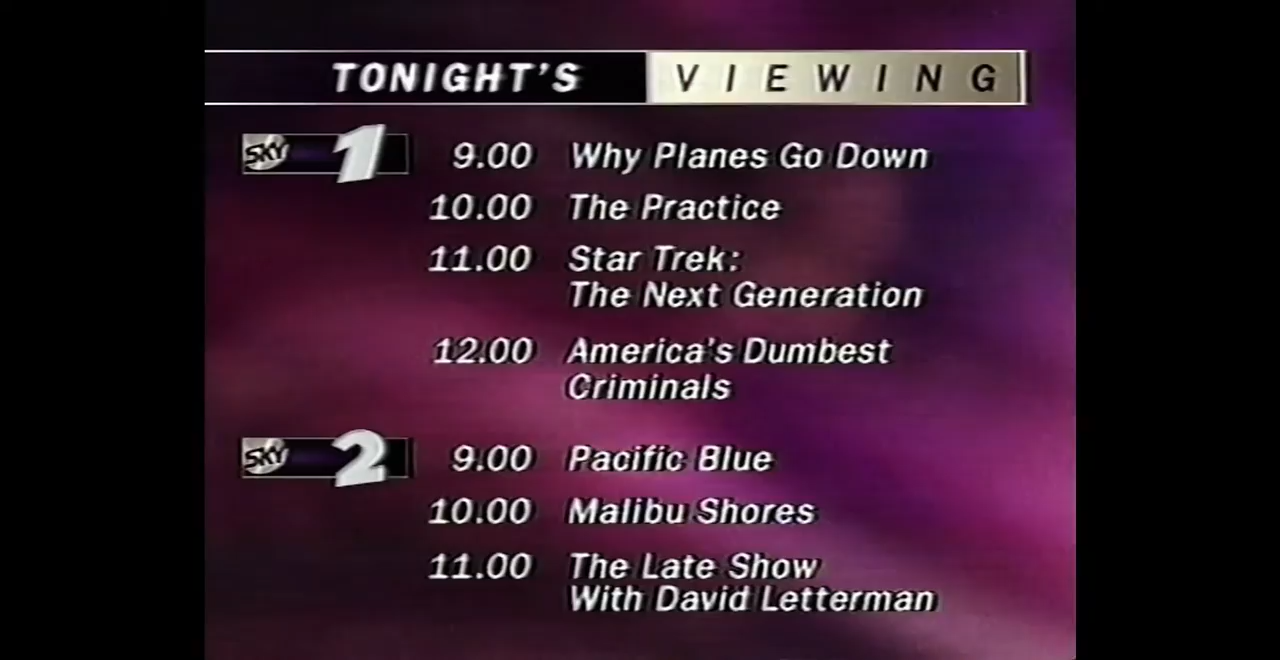 TONIGHT'S VIEWING
SKY 1 9.00 Why Planes Go Down
10.00 The Practice
11.00 Star Trek:
The Next Generation
12.00 America's Dumbest
Criminals
SKY 2 9.00 Pacific Blue
10.00 Malibu Shores
11.00 The Late Show
With David Letterman